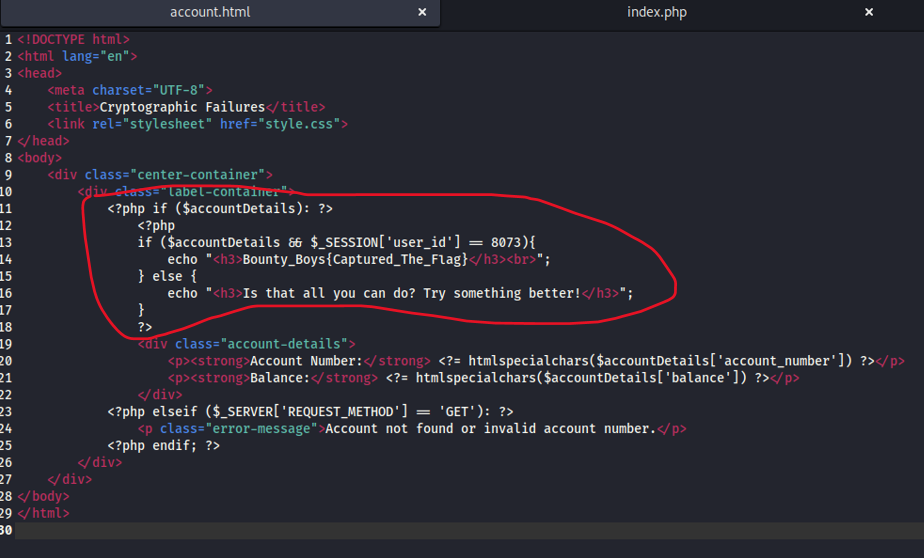 account.html × index.php ×
1 <!DOCTYPE html>
2 <html lang="en">
3 <head>
4     <meta charset="UTF-8">
5     <title>Cryptographic Failures</title>
6     <link rel="stylesheet" href="style.css">
7 </head>
8 <body>
9     <div class="center-container">
10         <div class="label-container">
11             <?php if ($accountDetails): ?>
12                 <?php
13                 if ($accountDetails && $_SESSION['user_id'] == 8073){
14                     echo "<h3>Bounty_Boys{Captured_The_Flag}</h3><br>";
15                 } else {
16                     echo "<h3>Is that all you can do? Try something better!</h3>";
17                 }
18                 ?>
19                 <div class="account-details">
20                     <p><strong>Account Number:</strong> <?= htmlspecialchars($accountDetails['account_number']) ?></p>
21                     <p><strong>Balance:</strong> <?= htmlspecialchars($accountDetails['balance']) ?></p>
22                 </div>
23             <?php elseif ($_SERVER['REQUEST_METHOD'] == 'GET'): ?>
24                 <p class="error-message">Account not found or invalid account number.</p>
25             <?php endif; ?>
26         </div>
27     </div>
28 </body>
29 </html>
30